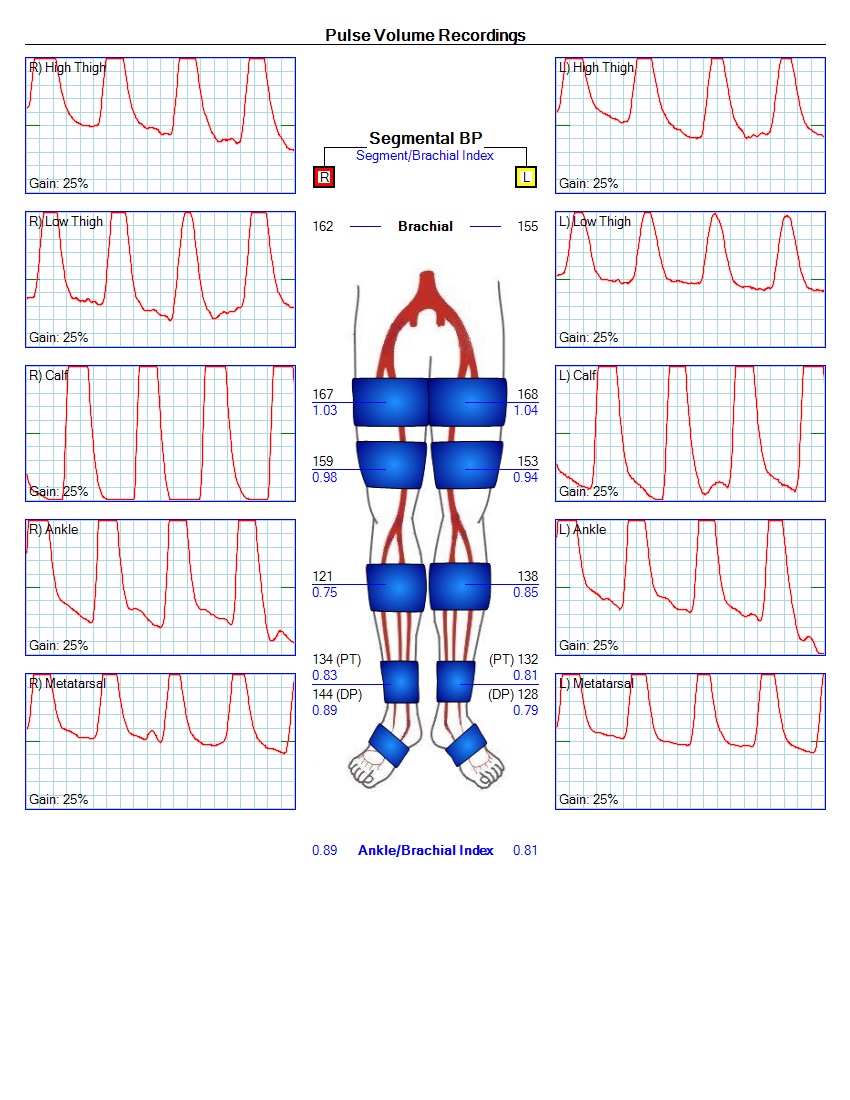 Pulse Volume Recordings
R) High Thigh
Gain: 25%
R) Low Thigh
Gain: 25%
R) Calf
Gain: 25%
R) Ankle
Gain: 25%
R) Metatarsal
Gain: 25%
Segmental BP
Segment/Brachial Index
R L
162 Brachial 155
167 168
1.03 1.04
159 153
0.98 0.94
121 138
0.75 0.85
134 (PT) (PT) 132
0.83 0.81
144 (DP) (DP) 128
0.89 0.79
0.89 Ankle/Brachial Index 0.81
L) High Thigh
Gain: 25%
L) Low Thigh
Gain: 25%
L) Calf
Gain: 25%
L) Ankle
Gain: 25%
L) Metatarsal
Gain: 25%